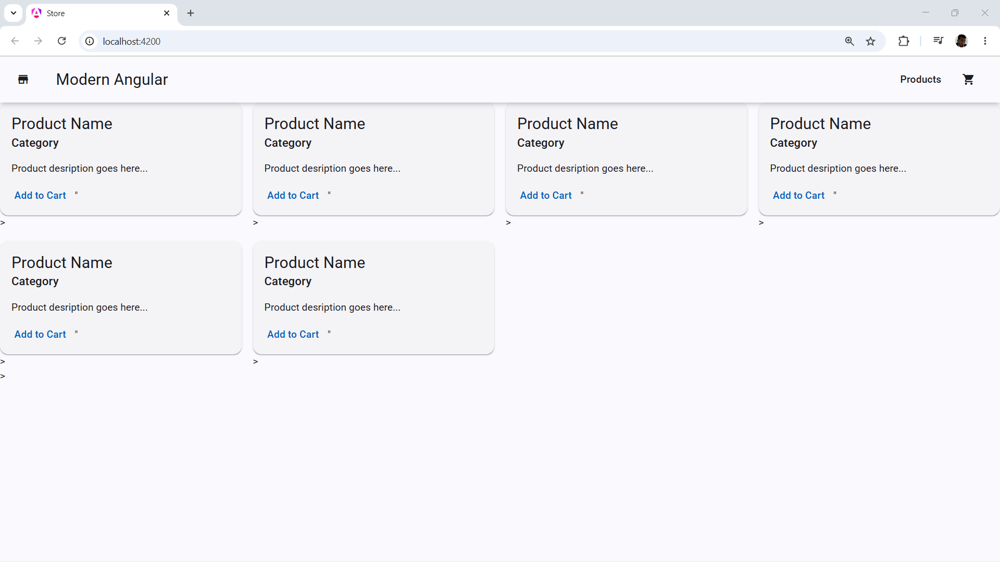 Store
localhost:4200
Modern Angular
Products
Product Name Product Name Product Name Product Name
Category Category Category Category
Product desription goes here... Product desription goes here... Product desription goes here... Product desription goes here...
Add to Cart " Add to Cart " Add to Cart " Add to Cart "
> > > >
Product Name Product Name
Category Category
Product desription goes here... Product desription goes here...
Add to Cart " Add to Cart "
> >
>